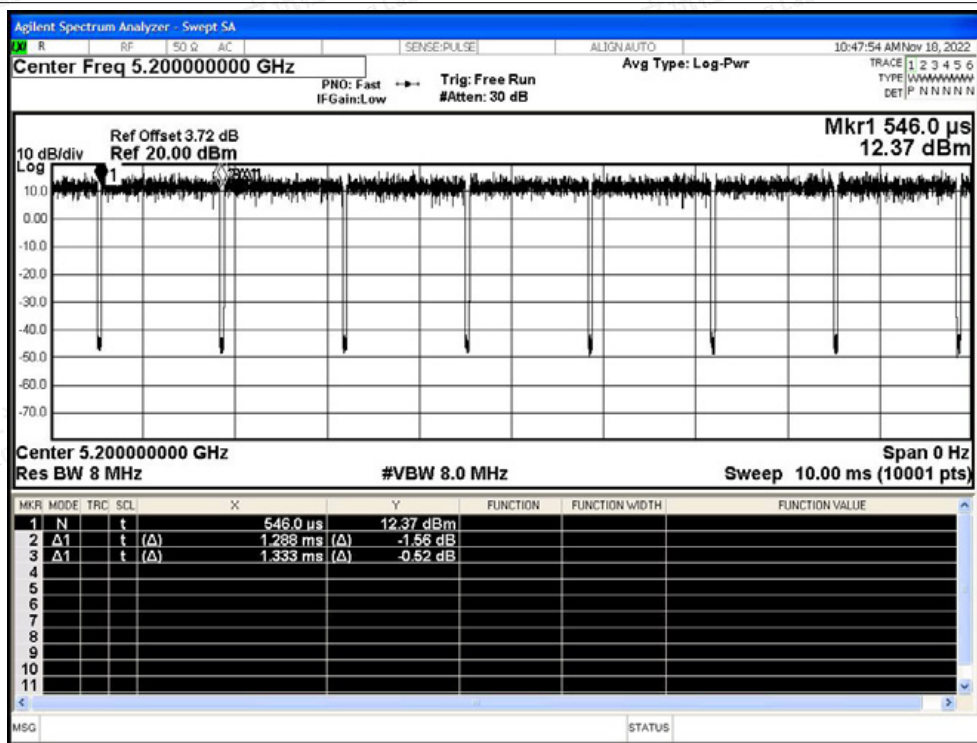 Agilent Spectrum Analyzer - Swept SA
R RF 50 Ω AC SENSE:PULSE ALIGN AUTO 10:47:54 AM Nov 18, 2022
Center Freq 5.200000000 GHz Avg Type: Log-Pwr TRACE 1 2 3 4 5 6
PNO: Fast Trig: Free Run TYPE WWWWWW
IFGain:Low #Atten: 30 dB DET P N N N N N
Mkr1 546.0 µs
Ref Offset 3.72 dB
10 dB/div Ref 20.00 dBm 12.37 dBm
Log
1
10.0
0.00
-10.0
-20.0
-30.0
-40.0
-50.0
-60.0
-70.0
Center 5.200000000 GHz Span 0 Hz
Res BW 8 MHz #VBW 8.0 MHz Sweep 10.00 ms (10001 pts)
MKR MODE TRC SCL X Y FUNCTION FUNCTION WIDTH FUNCTION VALUE
1 N t 546.0 µs 12.37 dBm
2 Δ1 t (Δ) 1.288 ms (Δ) -1.56 dB
3 Δ1 t (Δ) 1.333 ms (Δ) -0.52 dB
4
5
6
7
8
9
10
11
MSG STATUS